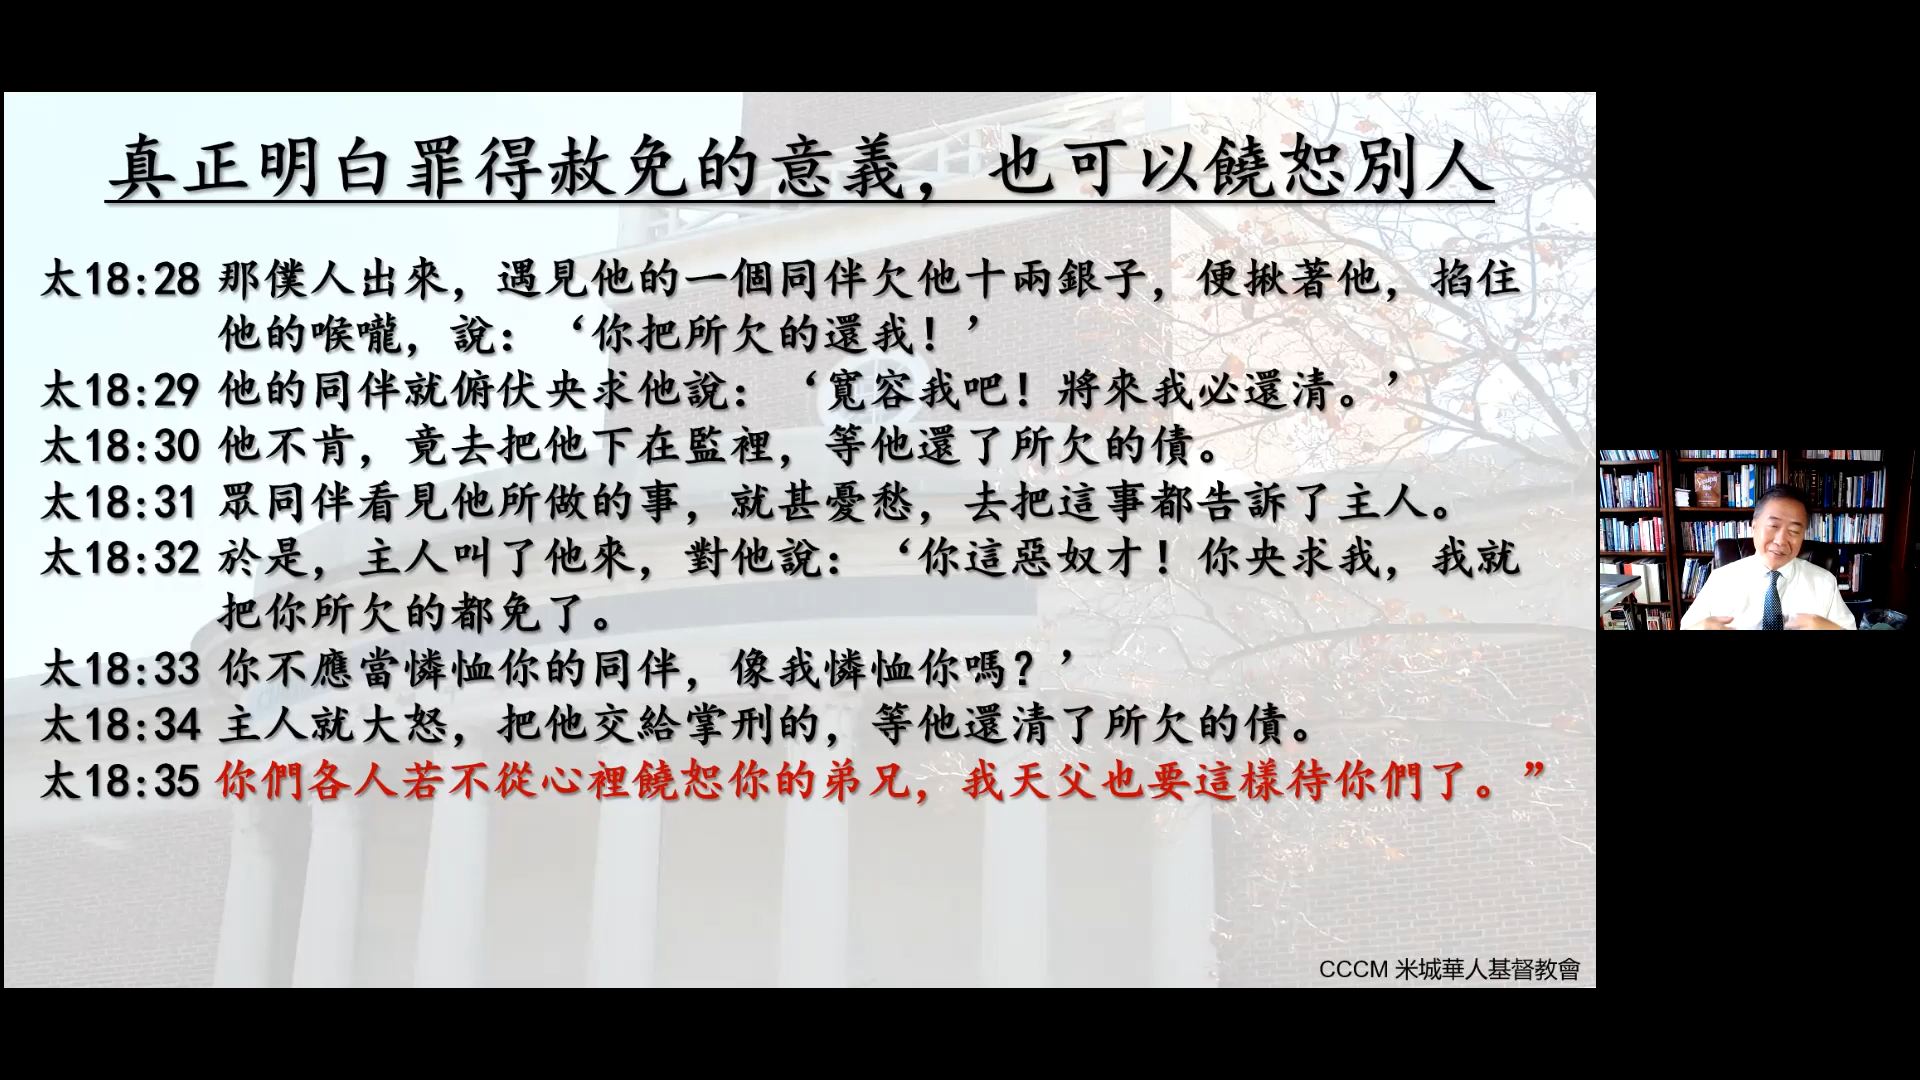 真正明白罪得赦免的意義，也可以饒恕別人
太18:28 那僕人出來，遇見他的一個同伴欠他十兩銀子，便揪著他，掐住
他的喉嚨，說：‘你把所欠的還我！’
太18:29 他的同伴就俯伏央求他說：‘寬容我吧！將來我必還清。’
太18:30 他不肯，竟去把他下在監裡，等他還了所欠的債。
太18:31 眾同伴看見他所做的事，就甚憂愁，去把這事都告訴了主人。
太18:32 於是，主人叫了他來，對他說：‘你這惡奴才！你央求我，我就
把你所欠的都免了。
太18:33 你不應當憐恤你的同伴，像我憐恤你嗎？’
太18:34 主人就大怒，把他交給掌刑的，等他還清了所欠的債。
太18:35 你們各人若不從心裡饒恕你的弟兄，我天父也要這樣待你們了。”
CCCM 米城華人基督教會